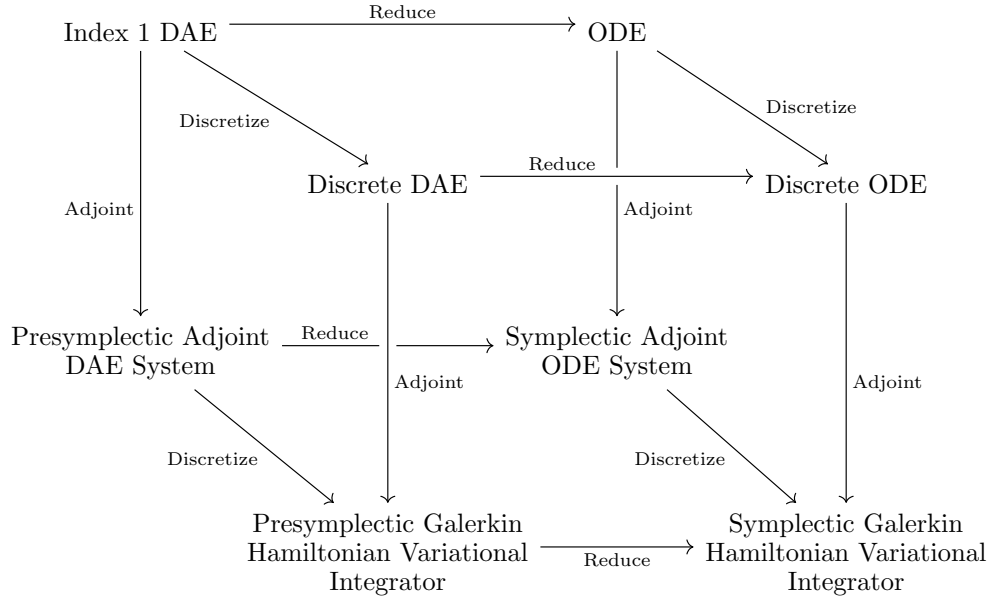 Reduce
Index 1 DAE
ODE
Discretize
Discretize
Reduce
Discrete DAE
Discrete ODE
Adjoint
Adjoint
Presymplectic Adjoint
DAE System
Reduce
Symplectic Adjoint
ODE System
Adjoint
Adjoint
Discretize
Discretize
Presymplectic Galerkin
Hamiltonian Variational
Integrator
Reduce
Symplectic Galerkin
Hamiltonian Variational
Integrator